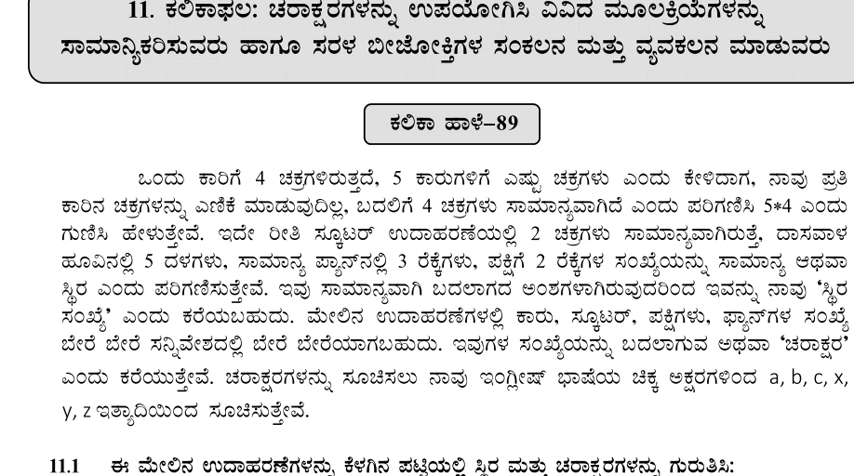 11. ಕಲಿಕಾಫಲ: ಚರಾಕ್ಷರಗಳನ್ನು ಉಪಯೋಗಿಸಿ ವಿವಿದ ಮೂಲಕ್ರಿಯೆಗಳನ್ನು
ಸಾಮಾನ್ಯಿಕರಿಸುವರು ಹಾಗೂ ಸರಳ ಬೀಜೋಕ್ತಿಗಳ ಸಂಕಲನ ಮತ್ತು ವ್ಯವಕಲನ ಮಾಡುವರು
ಕಲಿಕಾ ಹಾಳೆ–89
ಒಂದು ಕಾರಿಗೆ 4 ಚಕ್ರಗಳಿರುತ್ತದೆ, 5 ಕಾರುಗಳಿಗೆ ಎಷ್ಟು ಚಕ್ರಗಳು ಎಂದು ಕೇಳಿದಾಗ, ನಾವು ಪ್ರತಿ
ಕಾರಿನ ಚಕ್ರಗಳನ್ನು ಎಣಿಕೆ ಮಾಡುವುದಿಲ್ಲ, ಬದಲಿಗೆ 4 ಚಕ್ರಗಳು ಸಾಮಾನ್ಯವಾಗಿದೆ ಎಂದು ಪರಿಗಣಿಸಿ 5*4 ಎಂದು
ಗುಣಿಸಿ ಹೇಳುತ್ತೇವೆ. ಇದೇ ರೀತಿ ಸ್ಕೂಟರ್ ಉದಾಹರಣೆಯಲ್ಲಿ 2 ಚಕ್ರಗಳು ಸಾಮಾನ್ಯವಾಗಿರುತ್ತೆ, ದಾಸವಾಳ
ಹೂವಿನಲ್ಲಿ 5 ದಳಗಳು, ಸಾಮಾನ್ಯ ಪ್ಯಾನ್‌ನಲ್ಲಿ 3 ರೆಕ್ಕೆಗಳು, ಪಕ್ಷಿಗೆ 2 ರೆಕ್ಕೆಗಳ ಸಂಖ್ಯೆಯನ್ನು ಸಾಮಾನ್ಯ ಆಥವಾ
ಸ್ಥಿರ ಎಂದು ಪರಿಗಣಿಸುತ್ತೇವೆ. ಇವು ಸಾಮಾನ್ಯವಾಗಿ ಬದಲಾಗದ ಅಂಶಗಳಾಗಿರುವುದರಿಂದ ಇವನ್ನು ನಾವು ‘ಸ್ಥಿರ
ಸಂಖ್ಯೆ’ ಎಂದು ಕರೆಯಬಹುದು. ಮೇಲಿನ ಉದಾಹರಣೆಗಳಲ್ಲಿ ಕಾರು, ಸ್ಕೂಟರ್, ಪಕ್ಷಿಗಳು, ಫ್ಯಾನ್‌ಗಳ ಸಂಖ್ಯೆ
ಬೇರೆ ಬೇರೆ ಸನ್ನಿವೇಶದಲ್ಲಿ ಬೇರೆ ಬೇರೆಯಾಗಬಹುದು. ಇವುಗಳ ಸಂಖ್ಯೆಯನ್ನು ಬದಲಾಗುವ ಅಥವಾ ‘ಚರಾಕ್ಷರ’
ಎಂದು ಕರೆಯುತ್ತೇವೆ. ಚರಾಕ್ಷರಗಳನ್ನು ಸೂಚಿಸಲು ನಾವು ಇಂಗ್ಲೀಷ್ ಭಾಷೆಯ ಚಿಕ್ಕ ಅಕ್ಷರಗಳಿಂದ a, b, c, x,
y, z ಇತ್ಯಾದಿಯಿಂದ ಸೂಚಿಸುತ್ತೇವೆ.
11.1 ಈ ಮೇಲಿನ ಉದಾಹರಣೆಗಳನ್ನು ಕೆಳಗಿನ ಪಟ್ಟಿಯಲ್ಲಿ ಸ್ಥಿರ ಮತ್ತು ಚರಾಕ್ಷರಗಳನ್ನು ಗುರುತಿಸಿ: